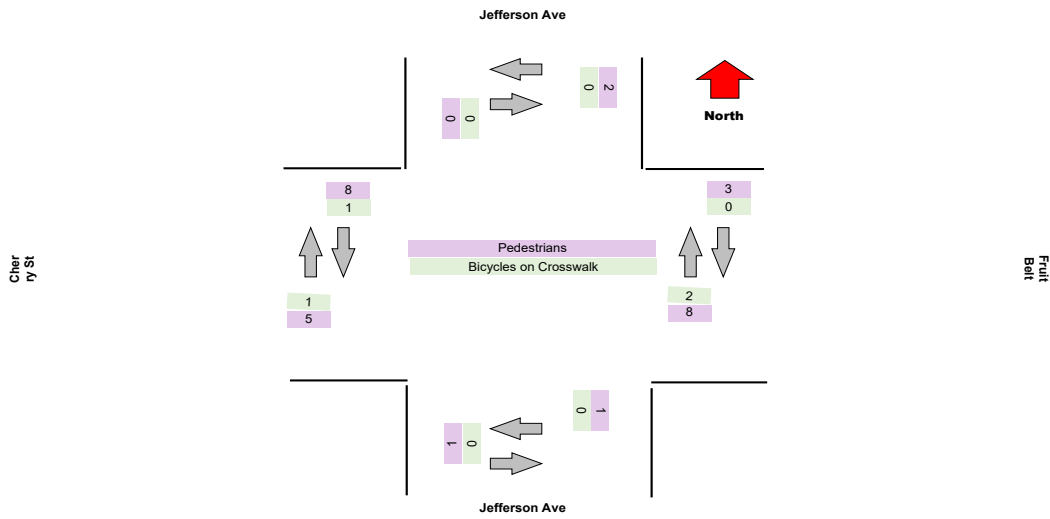 Jefferson Ave
0
2
0
0
North
8
1
3
0
Pedestrians
Bicycles on Crosswalk
Cher
ry St
Fruit
Belt
1
5
2
8
0
1
1
0
Jefferson Ave